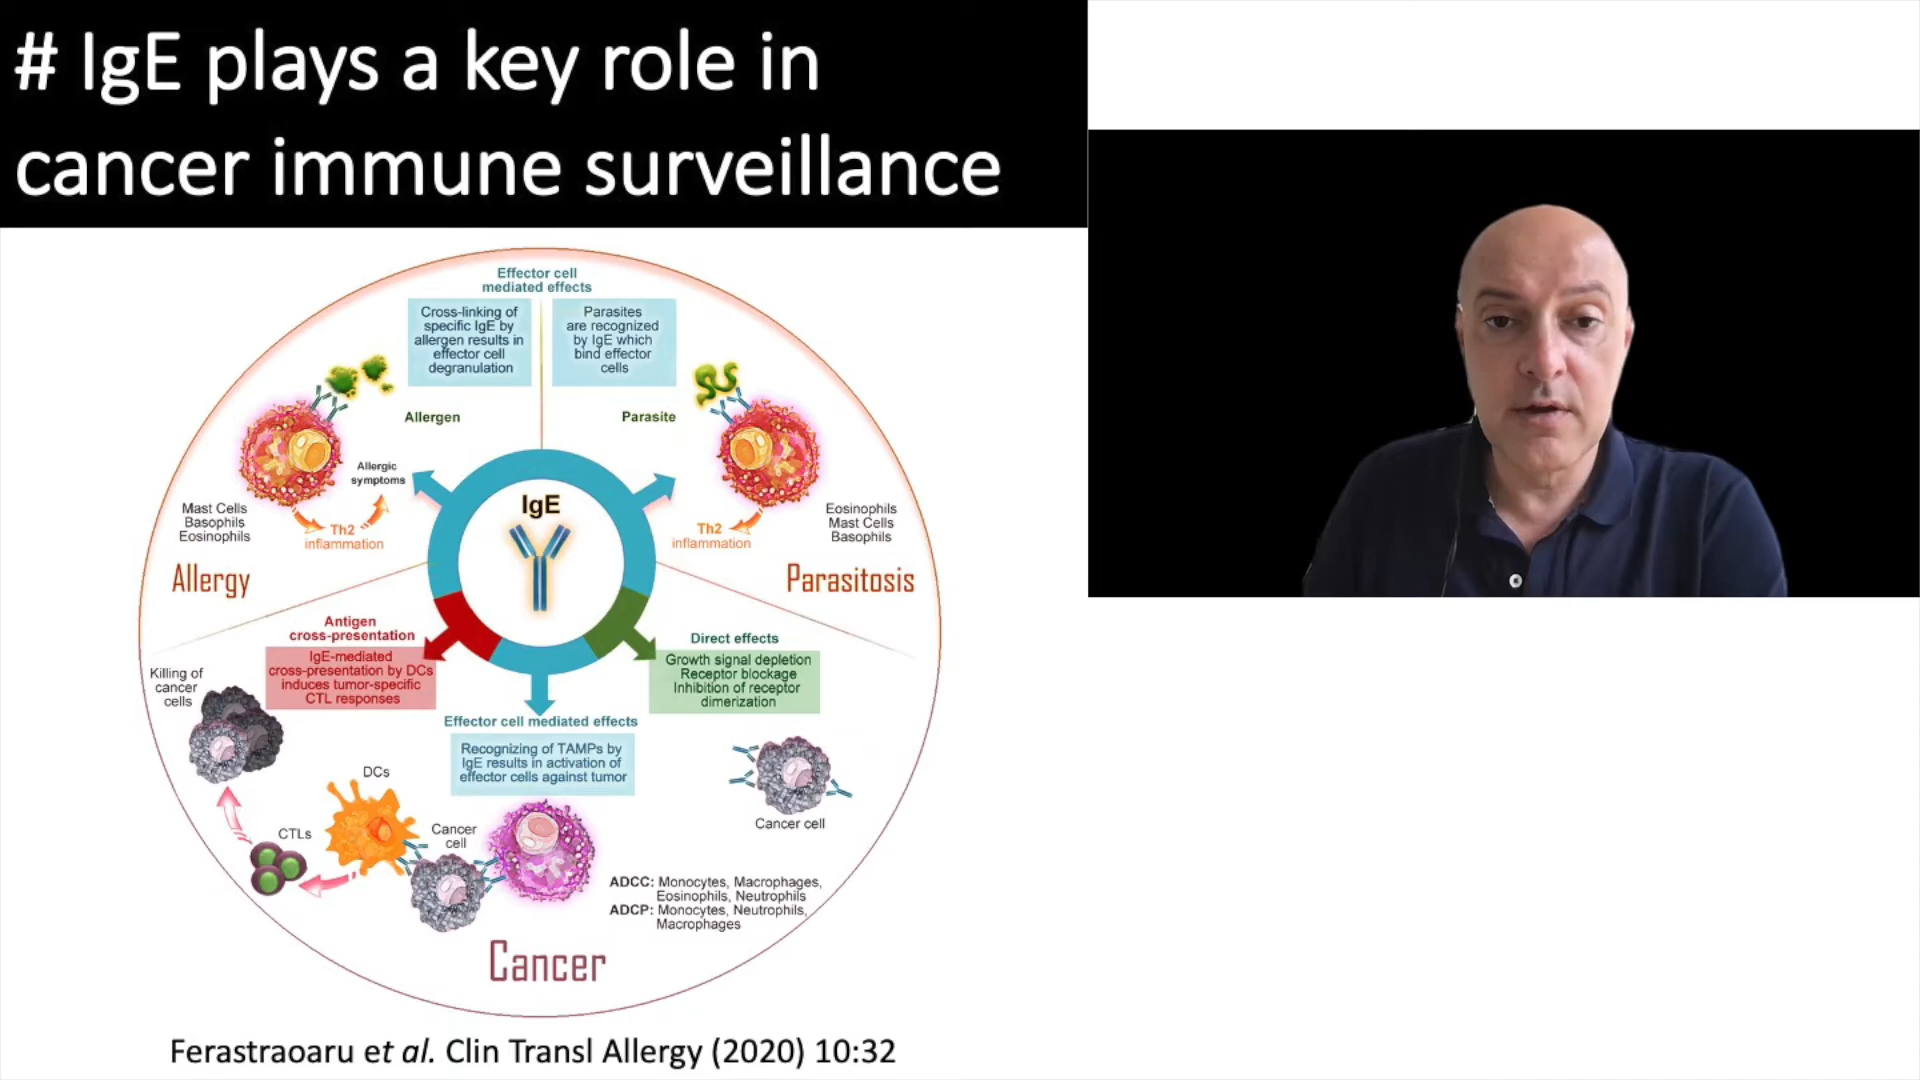 # IgE plays a key role in
cancer immune surveillance
Effector cell
mediated effects
Cross-linking of
specific IgE by
allergen results in
effector cell
degranulation
Parasites
are recognized
by IgE which
bind effector
cells
Allergen
Parasite
Allergic
symptoms
IgE
Mast Cells
Basophils
Eosinophils
Th2
inflammation
Th2
inflammation
Eosinophils
Mast Cells
Basophils
Allergy
Parasitosis
Antigen
cross-presentation
IgE-mediated
cross-presentation by DCs
induces tumor-specific
CTL responses
Direct effects
Growth signal depletion
Receptor blockage
Inhibition of receptor
dimerization
Killing of
cancer
cells
Effector cell mediated effects
Recognizing of TAMPs by
IgE results in activation of
effector cells against tumor
DCs
CTLs
Cancer
cell
Cancer cell
ADCC: Monocytes, Macrophages,
Eosinophils, Neutrophils
ADCP: Monocytes, Neutrophils,
Macrophages
Cancer
Ferastraoaru et al. Clin Transl Allergy (2020) 10:32